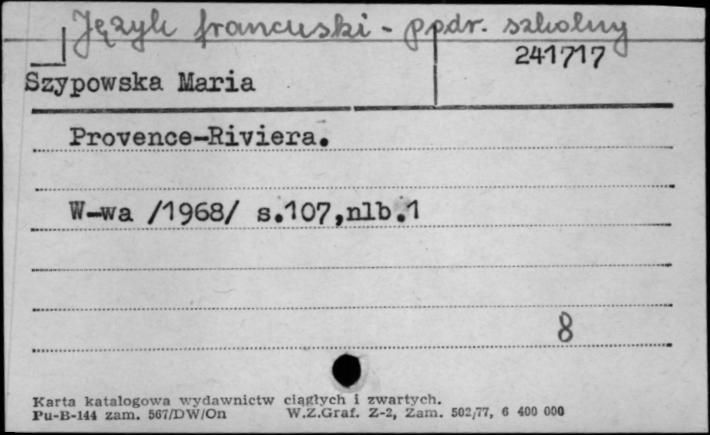 Język francuski - ppdr. szkolny
241717
Szypowska Maria
Provence-Riviera.
W-wa /1968/ s.107,nlb.1
8
Karta katalogowa wydawnictw ciągłych i zwartych.
Pu-B-144 zam. 567/DW/On W.Z.Graf. Z-2, Zam. 502/77, 6 400 000